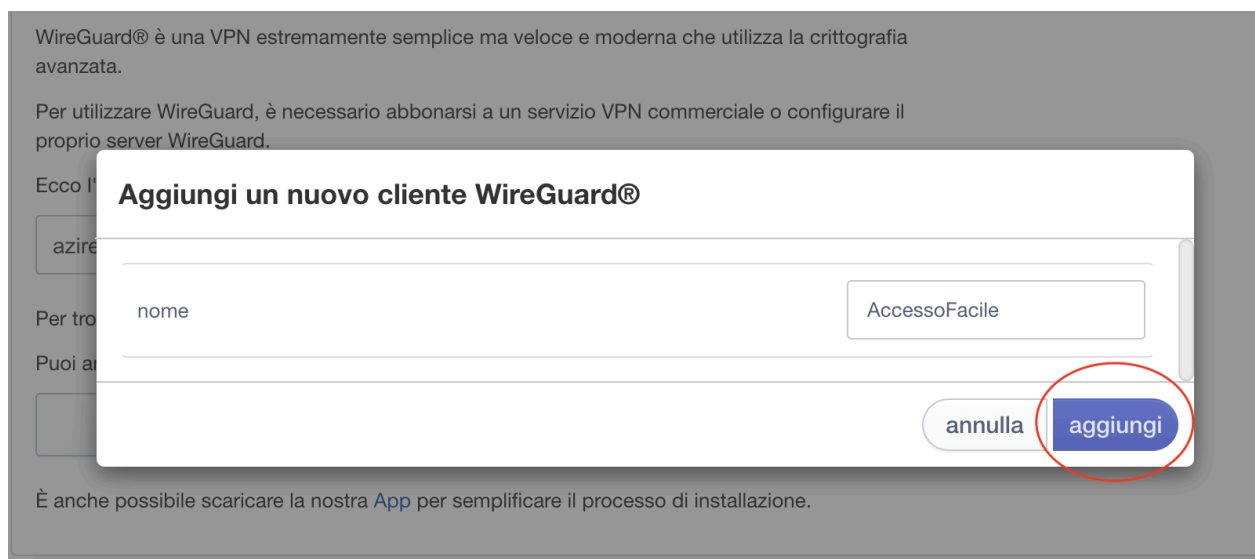 WireGuard® è una VPN estremamente semplice ma veloce e moderna che utilizza la crittografia
avanzata.
Per utilizzare WireGuard, è necessario abbonarsi a un servizio VPN commerciale o configurare il
proprio server WireGuard.
Ecco l'
Aggiungi un nuovo cliente WireGuard®
azire
nome
AccessoFacile
Per tro
Puoi
annulla
aggiungi
È anche possibile scaricare la nostra App per semplificare il processo di installazione.